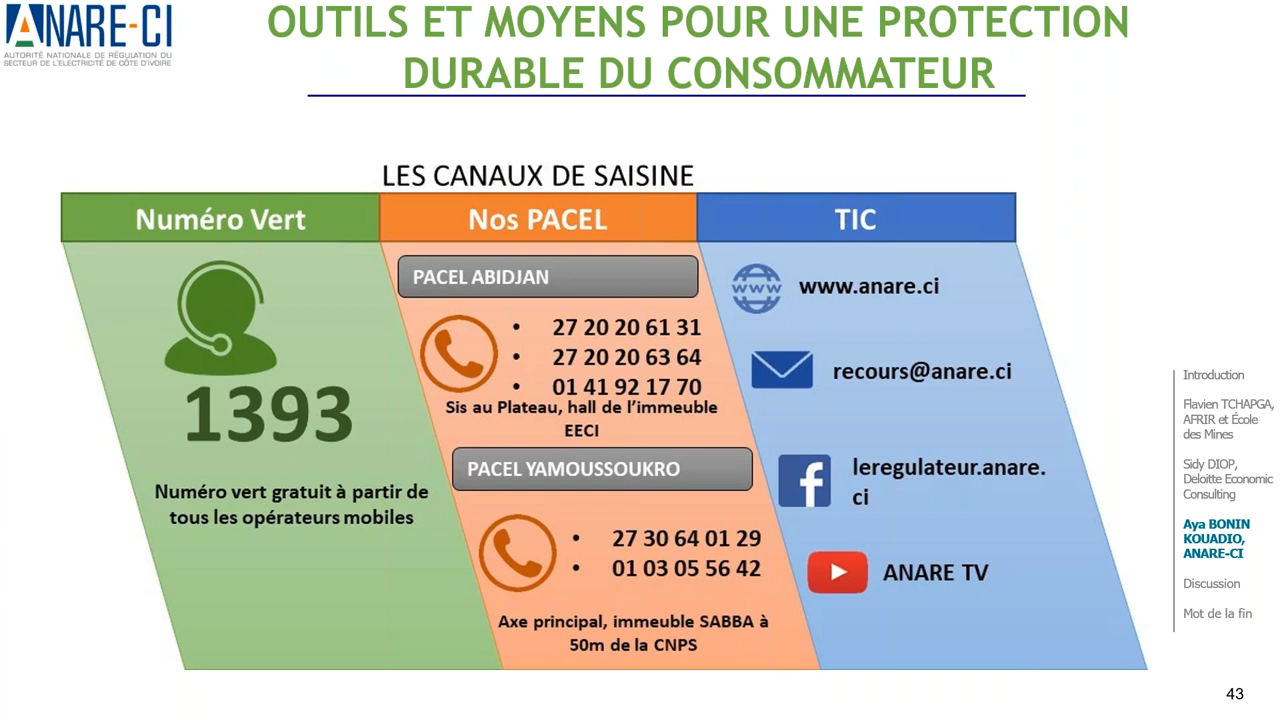 ANARE-CI
AUTORITÉ NATIONALE DE RÉGULATION DU
SECTEUR DE L'ELECTRICITE DE CÔTE D'IVOIRE
OUTILS ET MOYENS POUR UNE PROTECTION
DURABLE DU CONSOMMATEUR
LES CANAUX DE SAISINE
Numéro Vert
1393
Numéro vert gratuit à partir de
tous les opérateurs mobiles
Nos PACEL
PACEL ABIDJAN
• 27 20 20 61 31
• 27 20 20 63 64
• 01 41 92 17 70
Sis au Plateau, hall de l'immeuble
EECI
PACEL YAMOUSSOUKRO
• 27 30 64 01 29
• 01 03 05 56 42
Axe principal, immeuble SABBA à
50m de la CNPS
TIC
www
www.anare.ci
recours@anare.ci
f
leregulateur.anare.
ci
ANARE TV
Introduction
Flavien TCHAPGA,
AFRIR et École
des Mines
Sidy DIOP,
Deloitte Economic
Consulting
Aya BONIN
KOUADIO,
ANARE-CI
Discussion
Mot de la fin
43